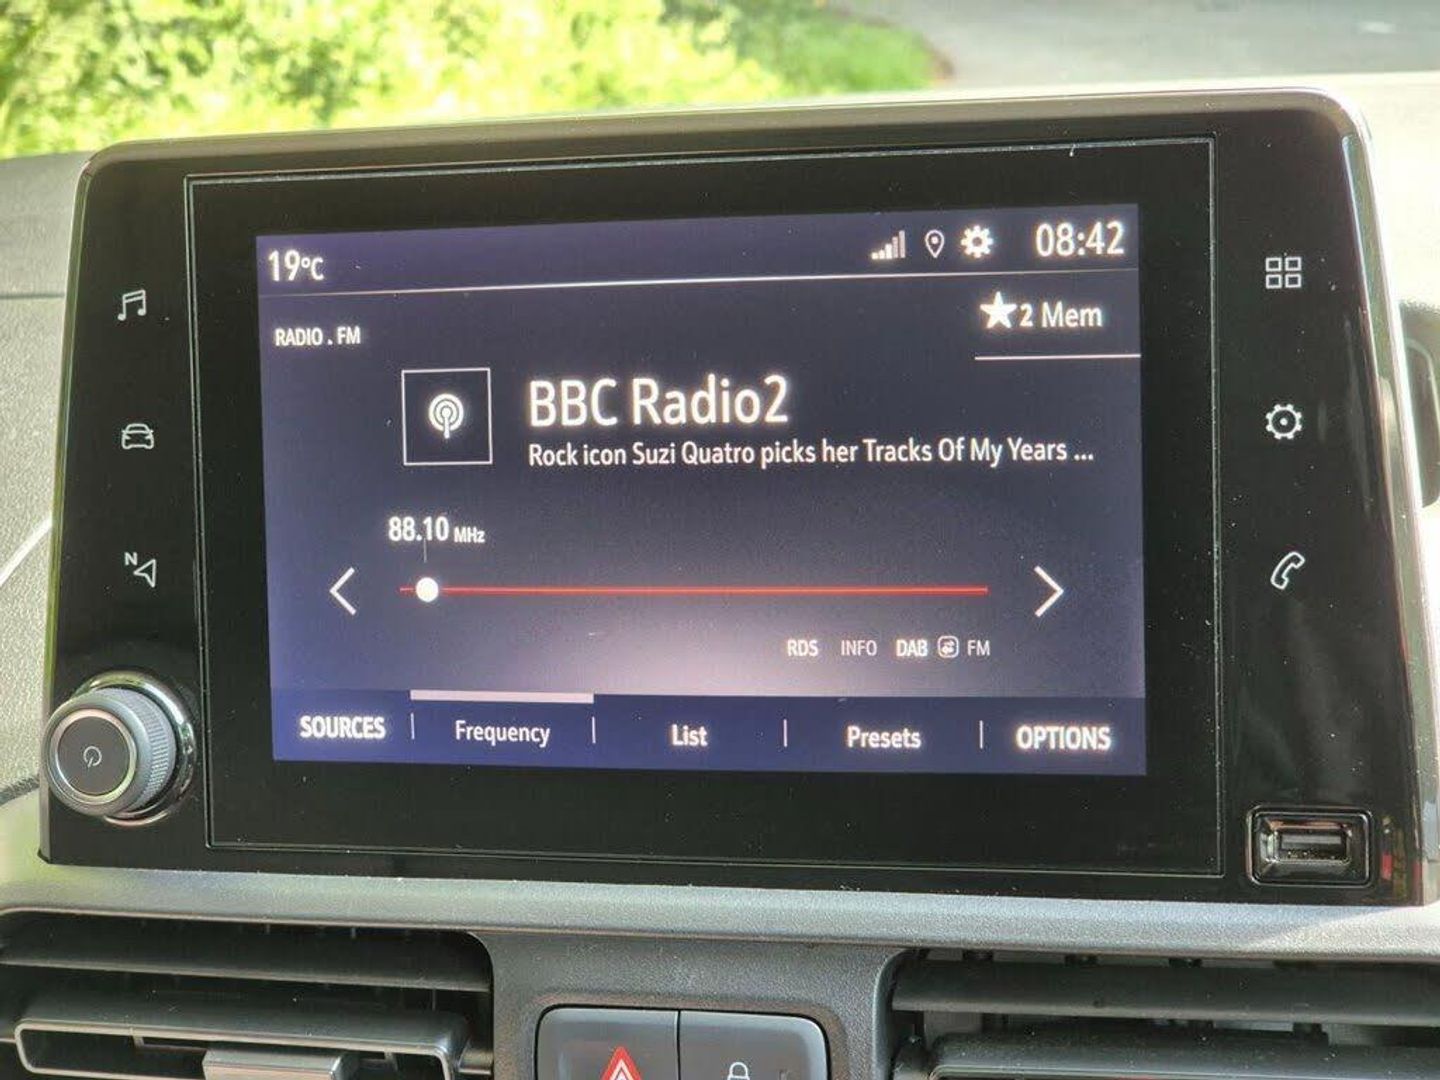 19°C
08:42
RADIO . FM
2 Mem
BBC Radio2
Rock icon Suzi Quatro picks her Tracks Of My Years ...
88.10 MHz
RDS INFO DAB FM
SOURCES Frequency List Presets OPTIONS
N